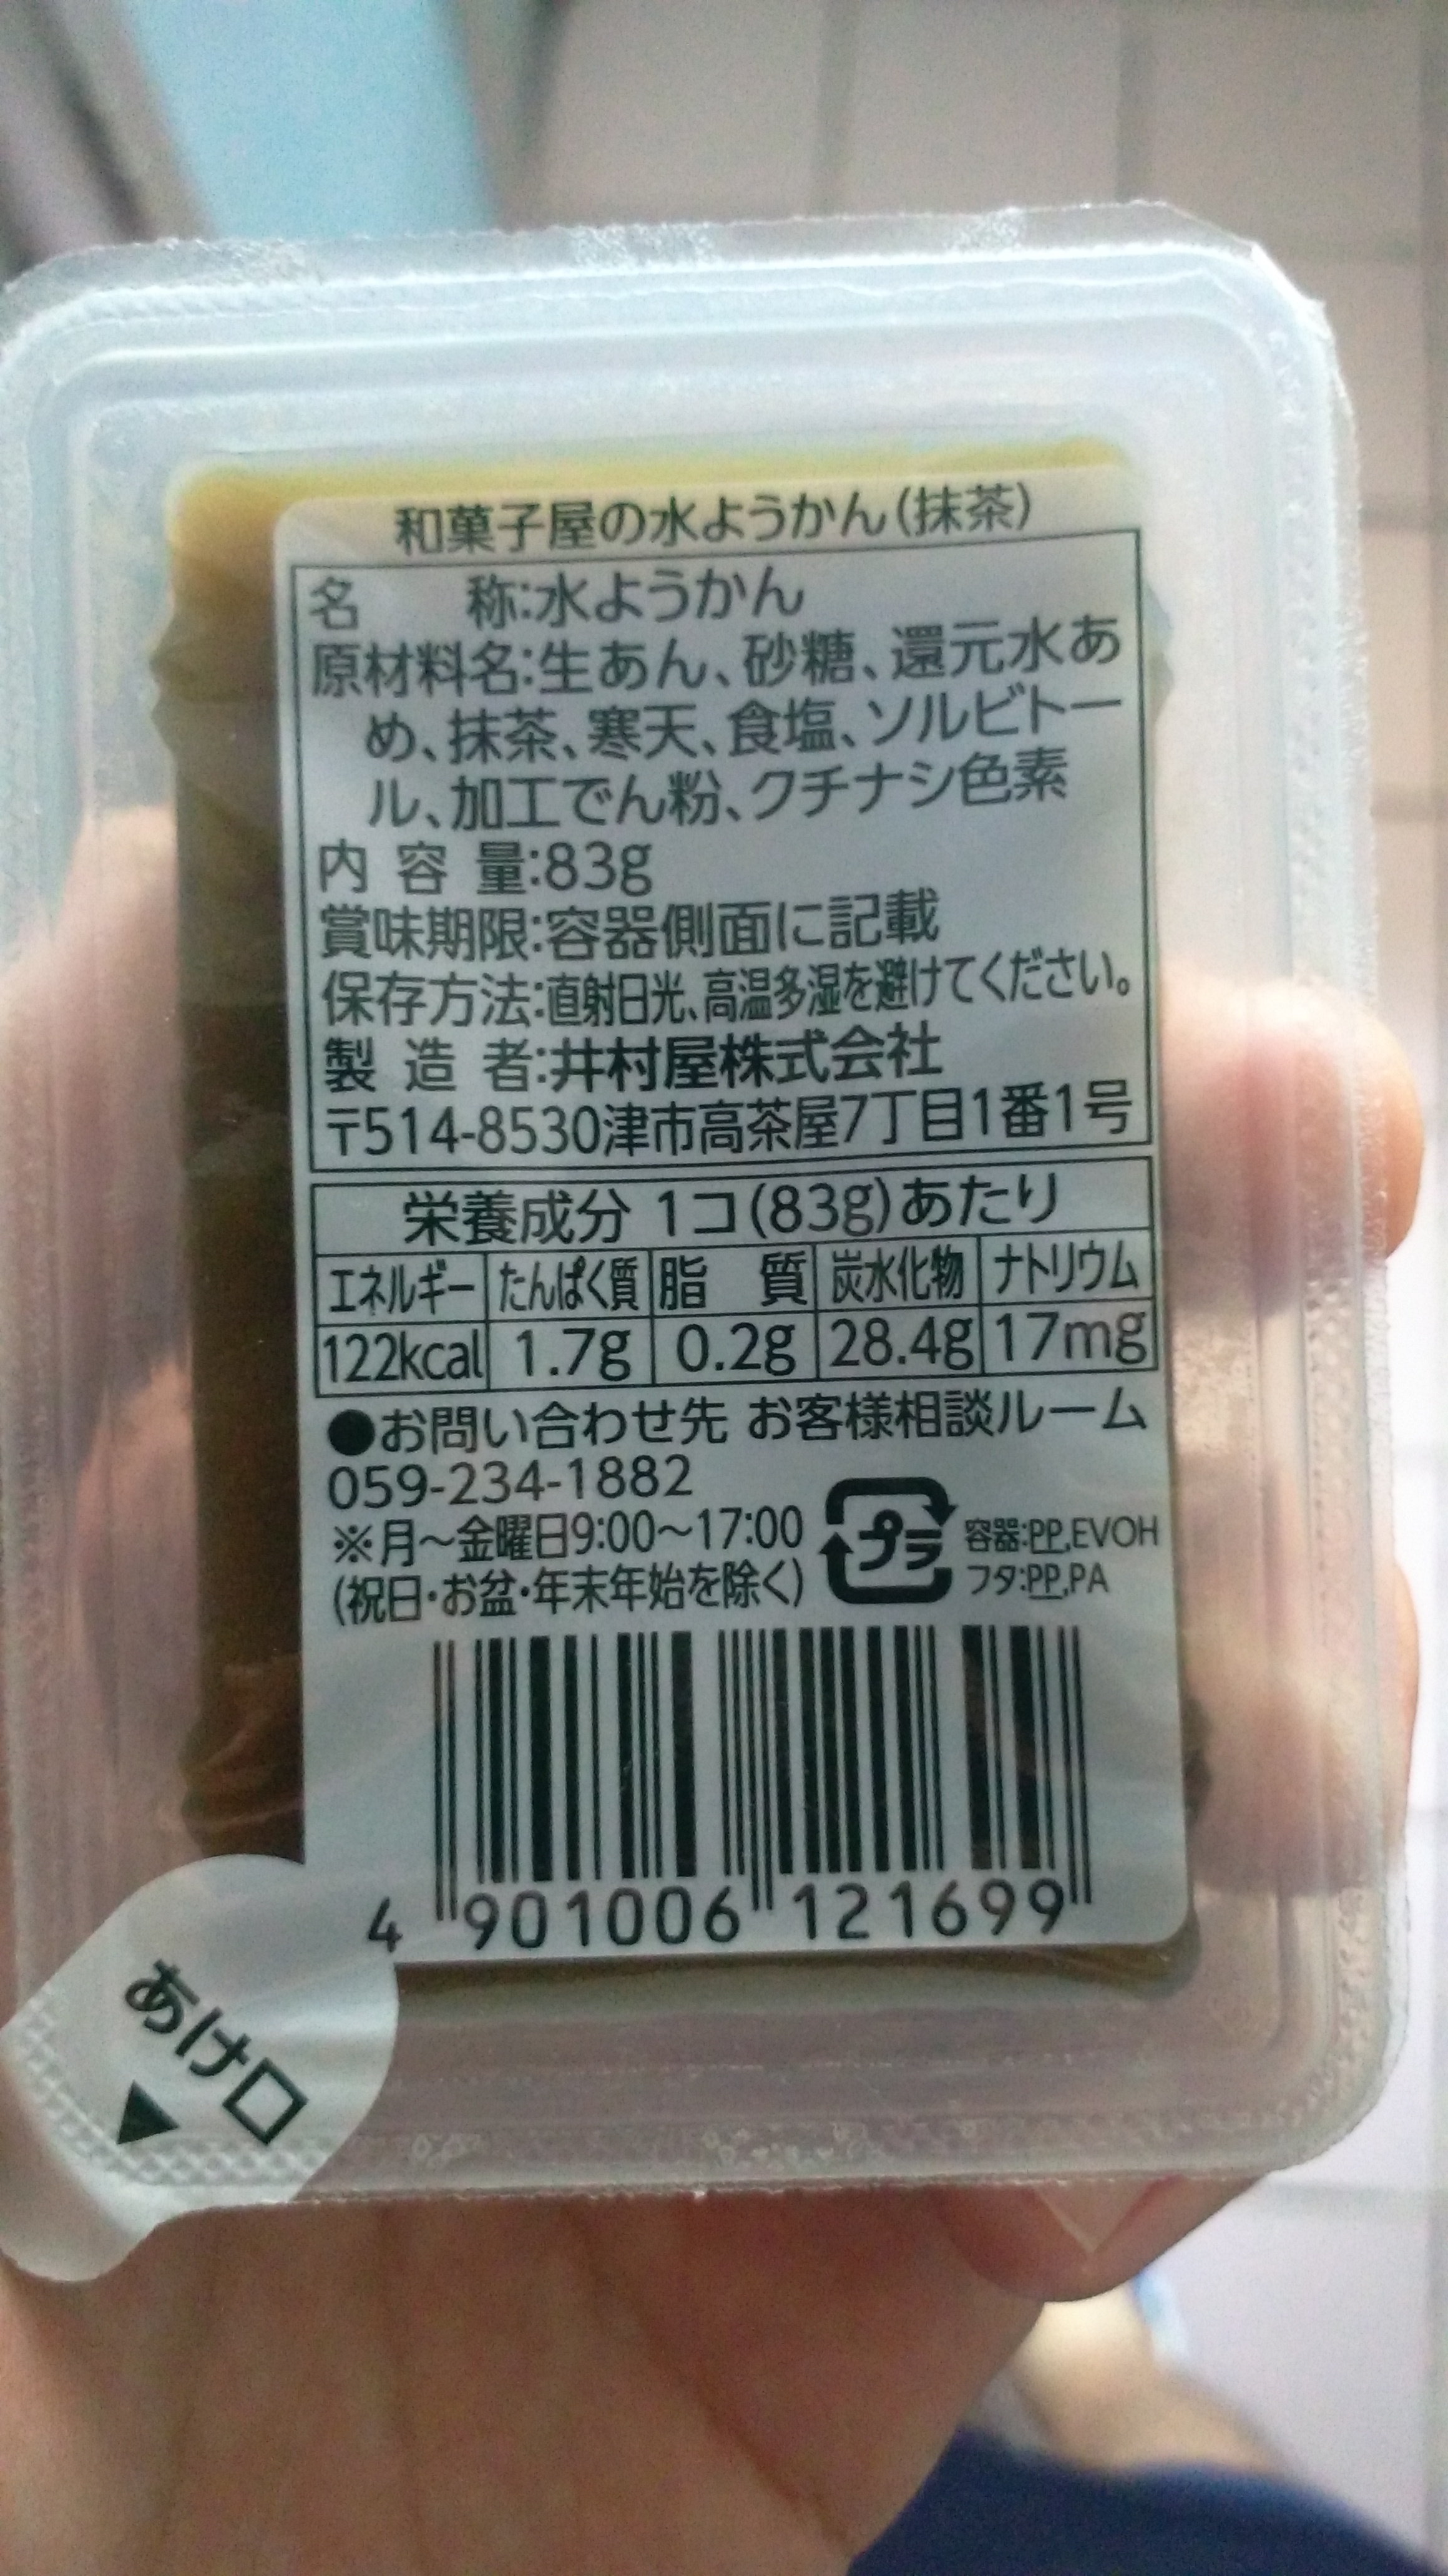 和菓子屋の水ようかん(抹茶)
名　　称:水ようかん
原材料名:生あん、砂糖、還元水あ
め、抹茶、寒天、食塩、ソルビトー
ル、加工でん粉、クチナシ色素
内 容 量:83g
賞味期限:容器側面に記載
保存方法:直射日光、高温多湿を避けてください。
製 造 者:井村屋株式会社
〒514-8530津市高茶屋7丁目1番1号
栄養成分 1コ(83g)あたり
エネルギー たんぱく質 脂　質 炭水化物 ナトリウム
122kcal 1.7g 0.2g 28.4g 17mg
●お問い合わせ先 お客様相談ルーム
059-234-1882
※月～金曜日9:00～17:00
(祝日・お盆・年末年始を除く)
プラ
容器:PP,EVOH
フタ:PP,PA
4 901006 121699
あけ口